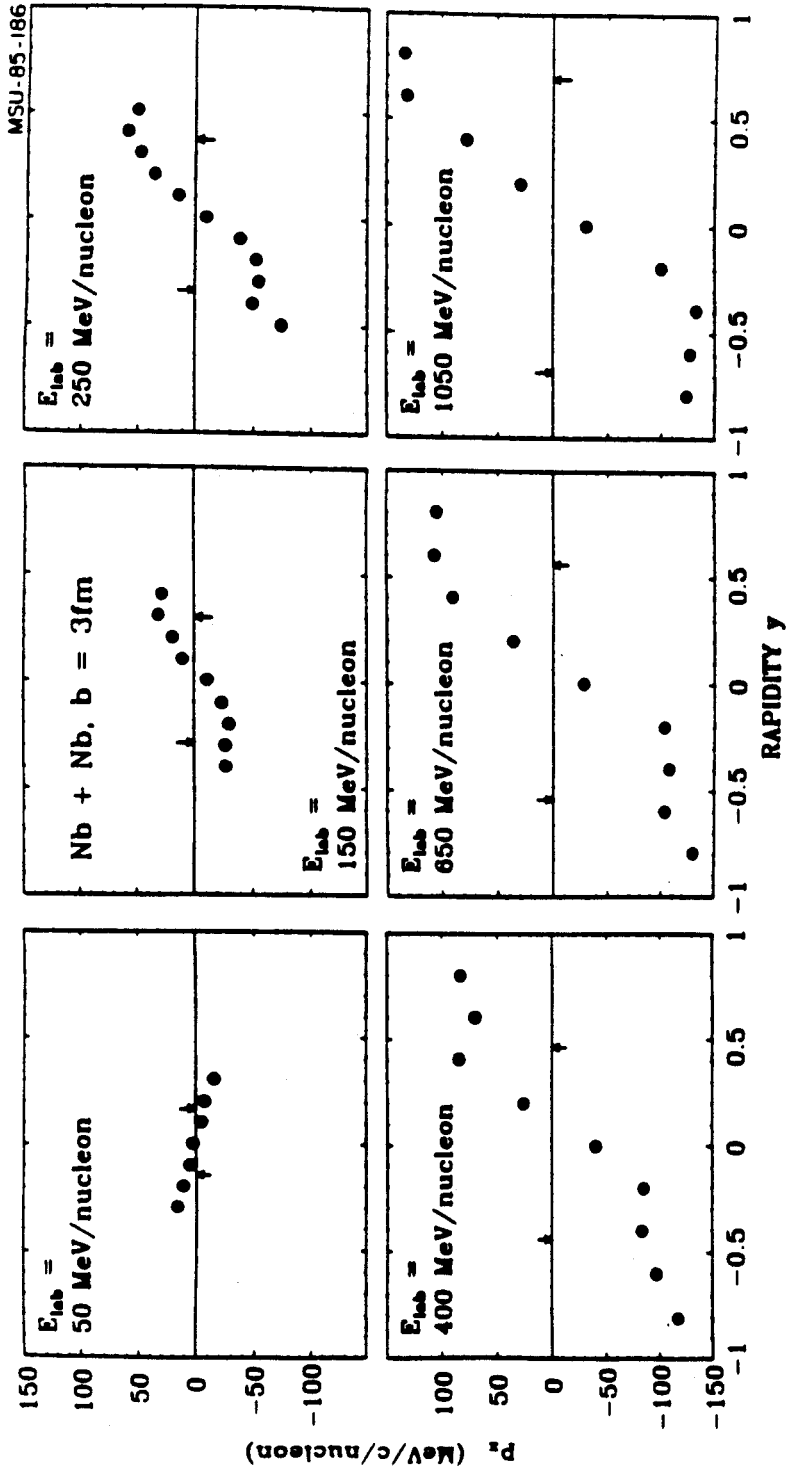 MSU-85-186
E_lab =
50 MeV/nucleon
Nb + Nb, b = 3fm
E_lab =
150 MeV/nucleon
E_lab =
250 MeV/nucleon
150
100
50
0
−50
−100
E_lab =
400 MeV/nucleon
E_lab =
650 MeV/nucleon
E_lab =
1050 MeV/nucleon
100
50
0
−50
−100
−150
P_x (MeV/c/nucleon)
−1
−0.5
0
0.5
1
−1
−0.5
0
0.5
1
−1
−0.5
0
0.5
1
RAPIDITY y